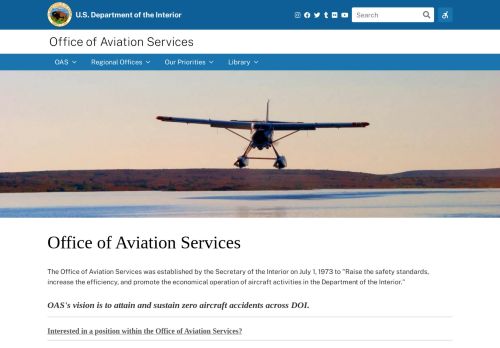 U.S. Department of the Interior
Search
Office of Aviation Services
OAS
Regional Offices
Our Priorities
Library
Office of Aviation Services
The Office of Aviation Services was established by the Secretary of the Interior on July 1, 1973 to "Raise the safety standards,
increase the efficiency, and promote the economical operation of aircraft activities in the Department of the Interior."
OAS's vision is to attain and sustain zero aircraft accidents across DOI.
Interested in a position within the Office of Aviation Services?